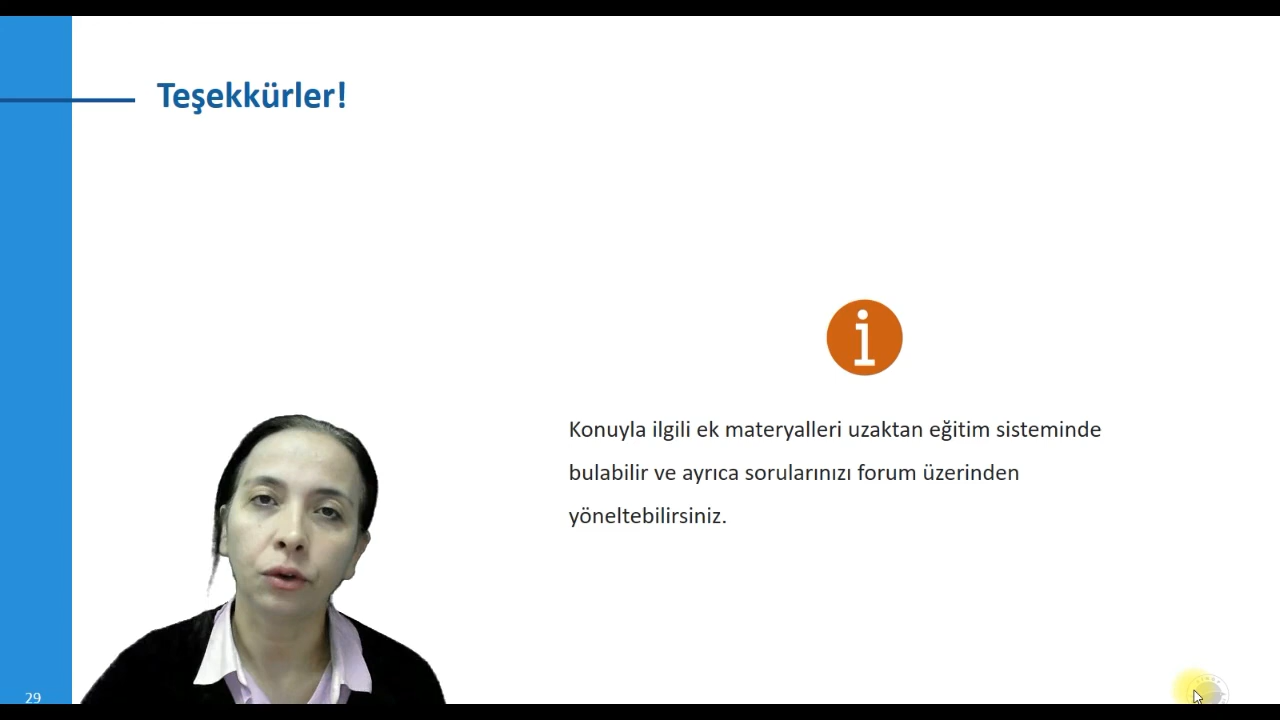 Teşekkürler!
Konuyla ilgili ek materyalleri uzaktan eğitim sisteminde
bulabilir ve ayrıca sorularınızı forum üzerinden
yöneltebilirsiniz.
29